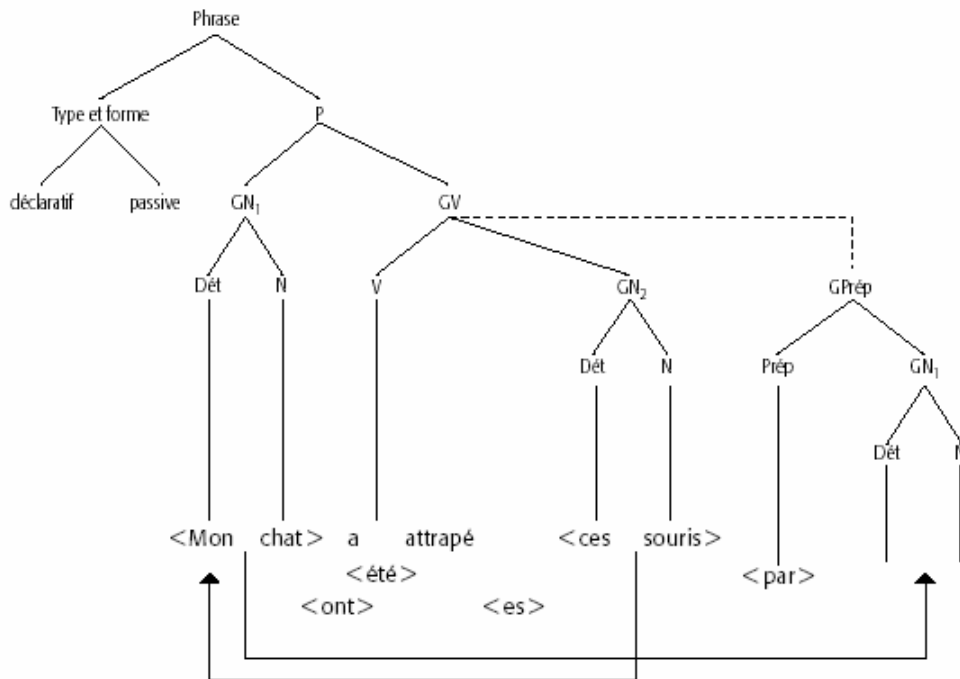 Phrase
Type et forme P
déclaratif passive GN₁ GV
Dét N V GN₂ GPrép
Dét N Prép GN₁
Dét N
<Mon chat> a attrapé <ces souris>
<été> <par>
<ont> <es>